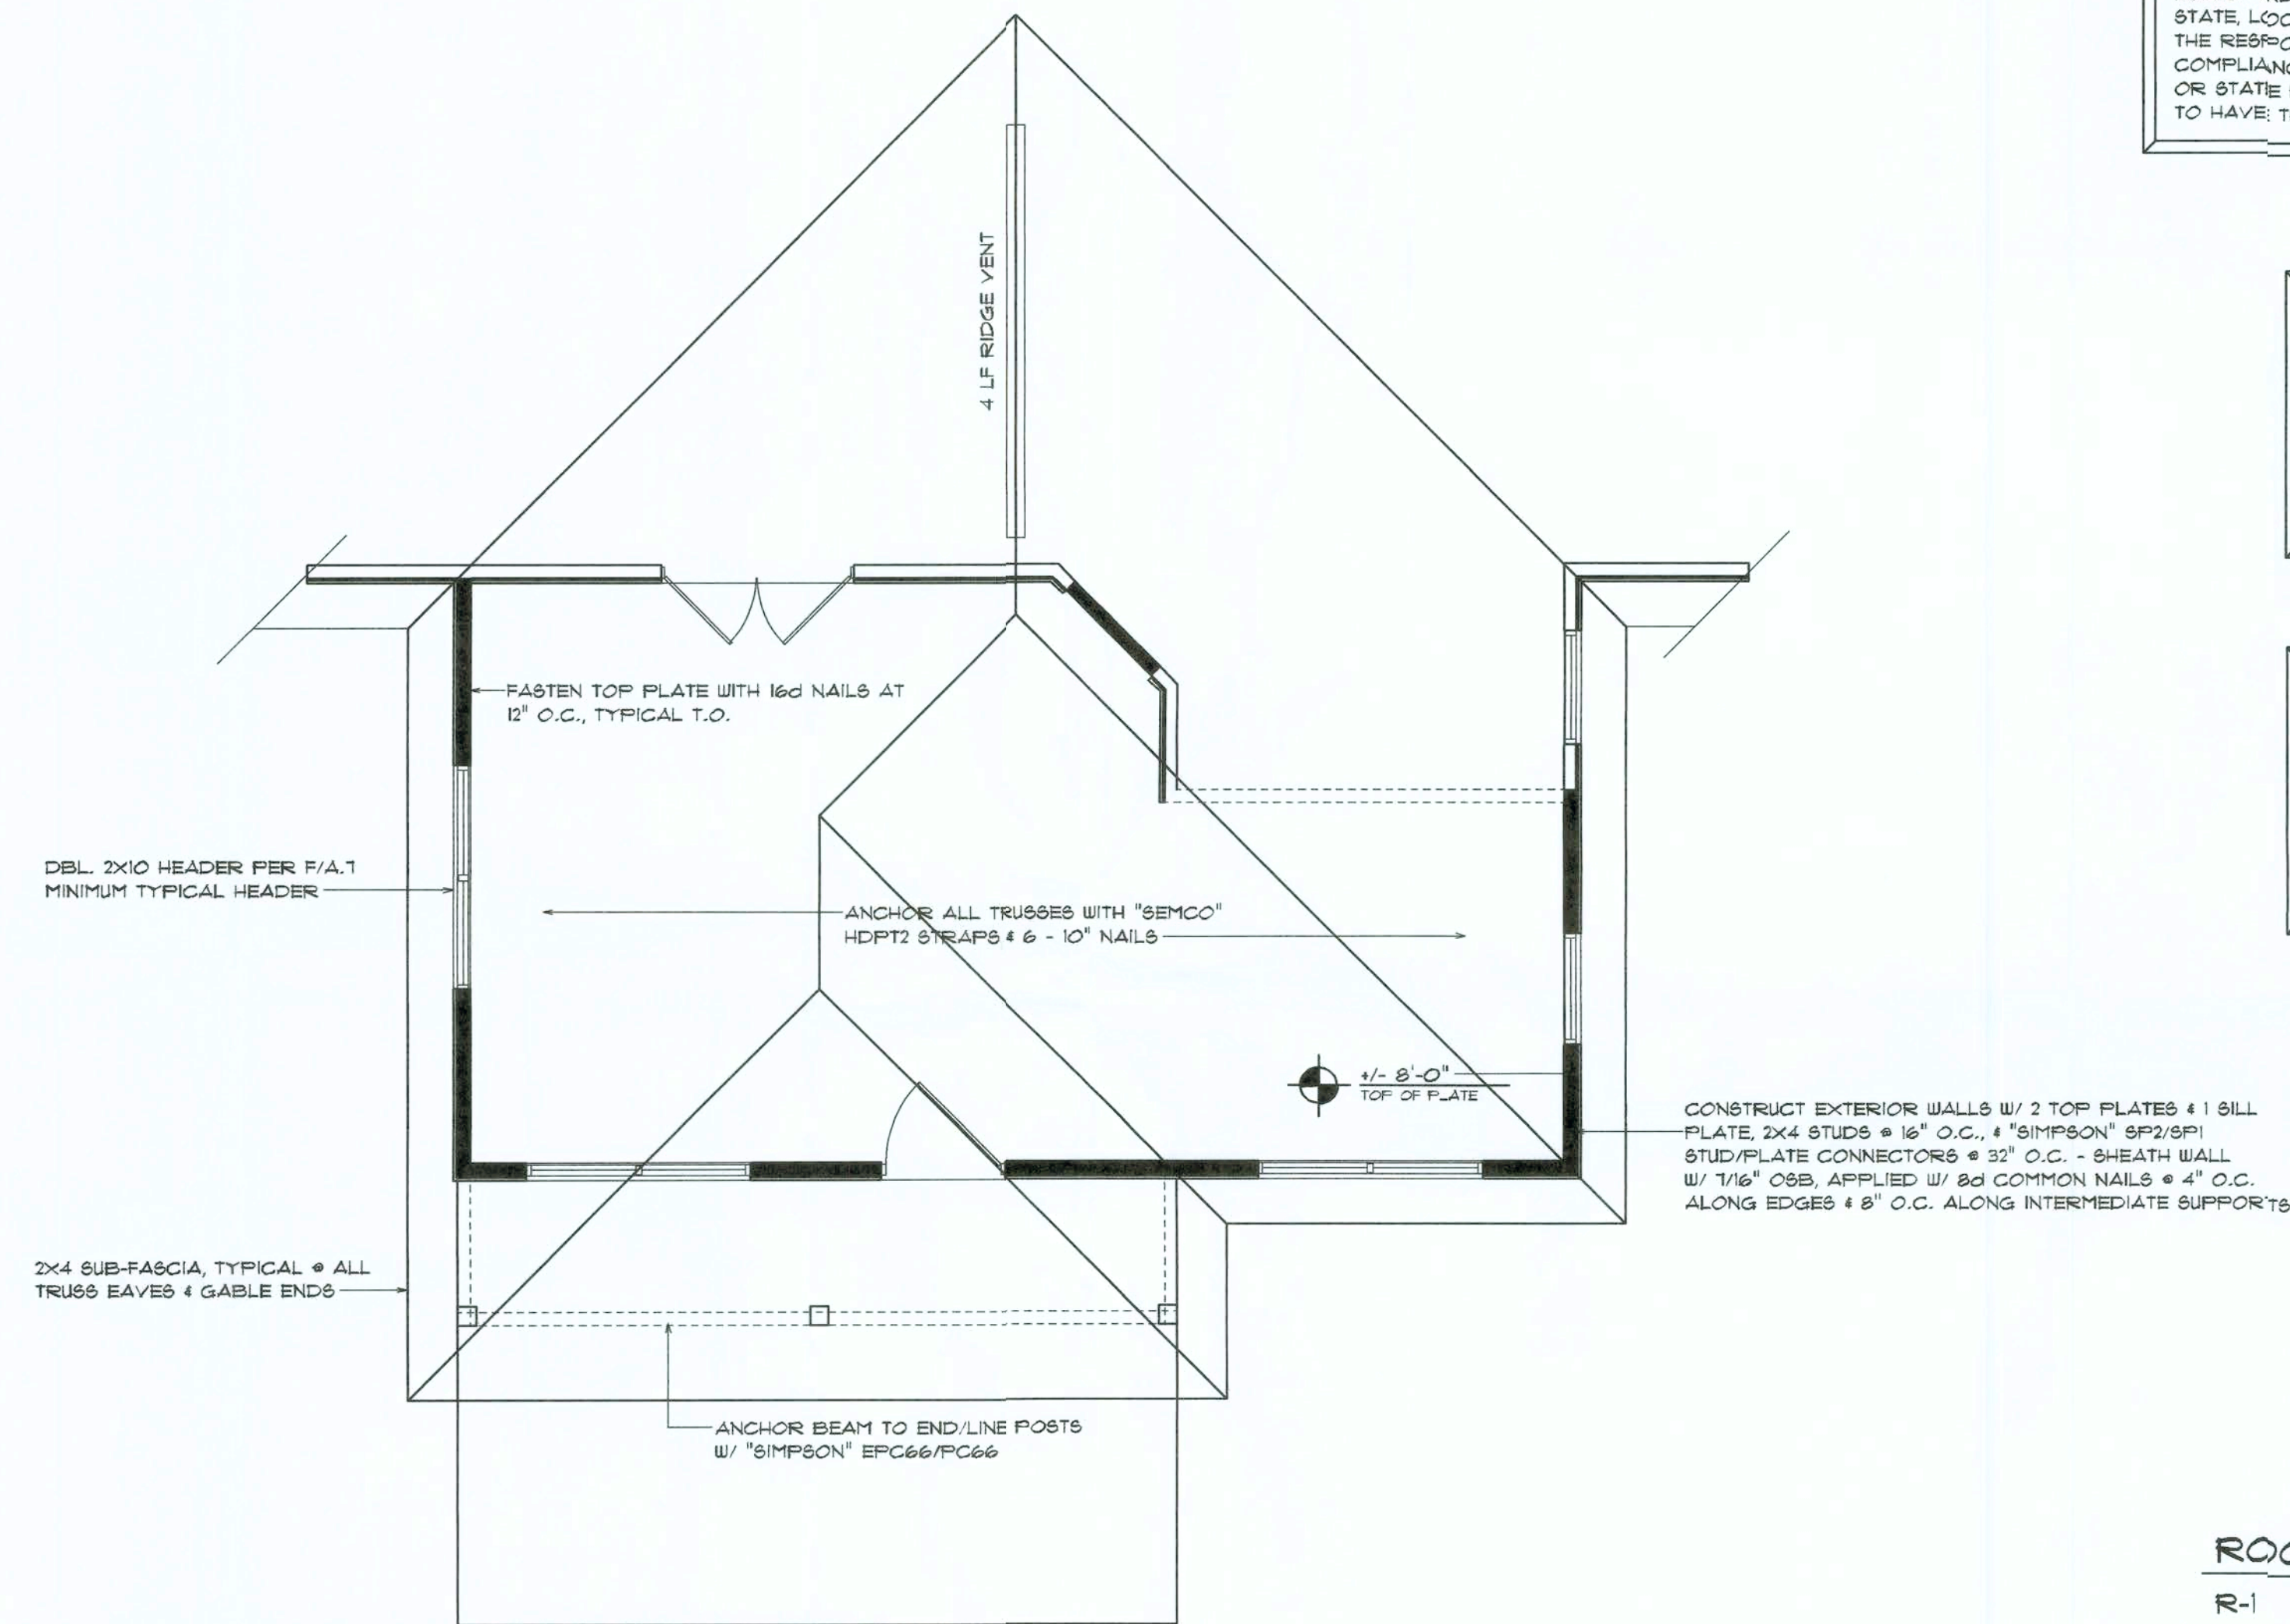 STATE, LOC
THE RESPO
COMPLIANC
OR STATE
TO HAVE T
4 LF RIDGE VENT
FASTEN TOP PLATE WITH 16d NAILS AT
12" O.C., TYPICAL T.O.
DBL. 2X10 HEADER PER F/A.7
MINIMUM TYPICAL HEADER
ANCHOR ALL TRUSSES WITH "SEMCO"
HDPT2 STRAPS & 6 - 10" NAILS
+/- 8'-0"
TOP OF PLATE
CONSTRUCT EXTERIOR WALLS W/ 2 TOP PLATES & 1 SILL
PLATE, 2X4 STUDS @ 16" O.C., & "SIMPSON" SP2/SP1
STUD/PLATE CONNECTORS @ 32" O.C. - SHEATH WALL
W/ 7/16" OSB, APPLIED W/ 8d COMMON NAILS @ 4" O.C.
ALONG EDGES & 8" O.C. ALONG INTERMEDIATE SUPPORTS
2X4 SUB-FASCIA, TYPICAL @ ALL
TRUSS EAVES & GABLE ENDS
ANCHOR BEAM TO END/LINE POSTS
W/ "SIMPSON" EPC66/PC66
ROO
R-1